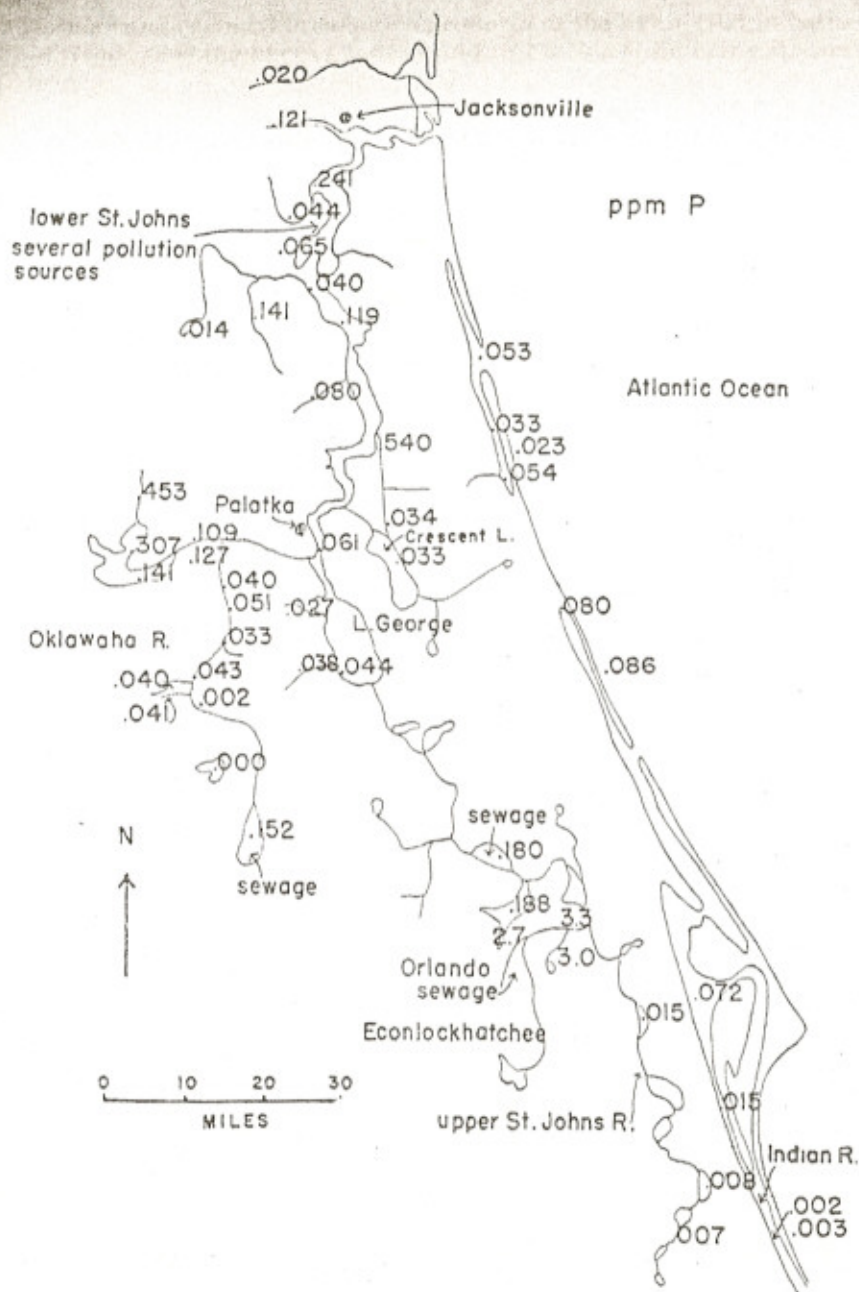 .020
Jacksonville
.121
ppm P
.241
.044
lower St. Johns
several pollution
sources
.065
.040
.014
.141
.119
.053
Atlantic Ocean
.080
.033
.023
.540
.054
.453
Palatka
.034
.109
Crescent L.
.307
.127
.061
.033
.141
.040
.051
.027
.080
L. George
Oklawaha R.
.033
.086
.038
.044
.043
.040
.002
.041
.000
N
sewage
.152
.180
sewage
.188
3.3
2.7
3.0
Orlando
sewage
.072
.015
Econlockhatchee
0 10 20 30
MILES
.015
upper St. Johns R.
Indian R.
.008
.002
.003
.007